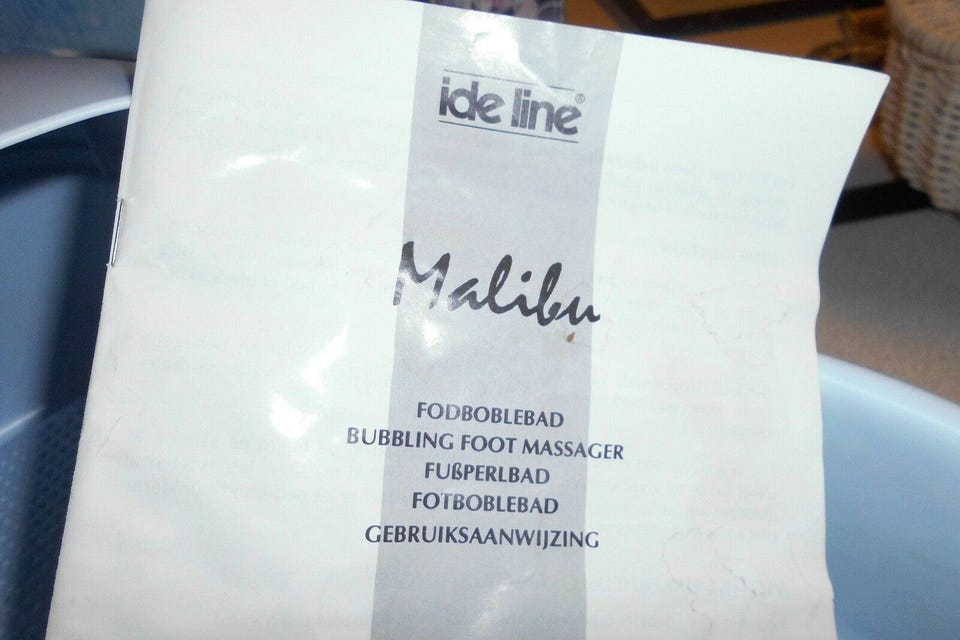 ide line®
Malibu
FODBOBLEBAD
BUBBLING FOOT MASSAGER
FUßPERLBAD
FOTBOBLEBAD
GEBRUIKSAANWIJZING